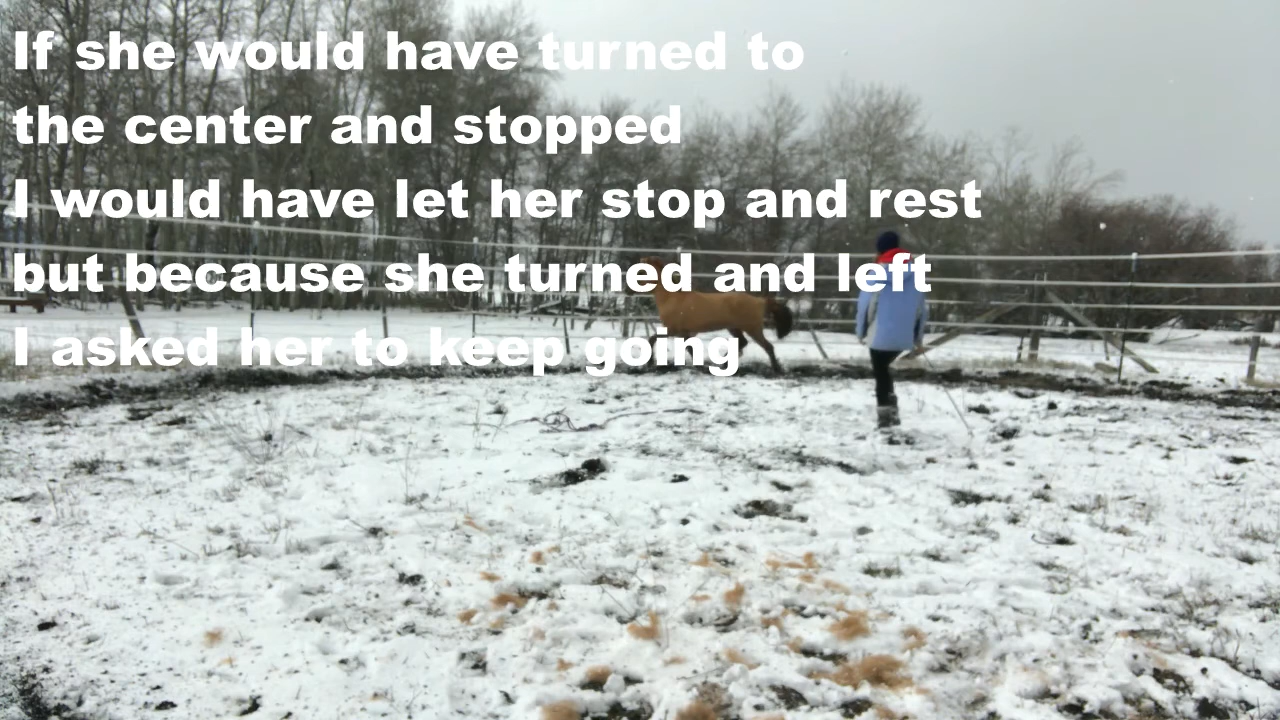 If she would have turned to
the center and stopped
I would have let her stop and rest
but because she turned and left
I asked her to keep going